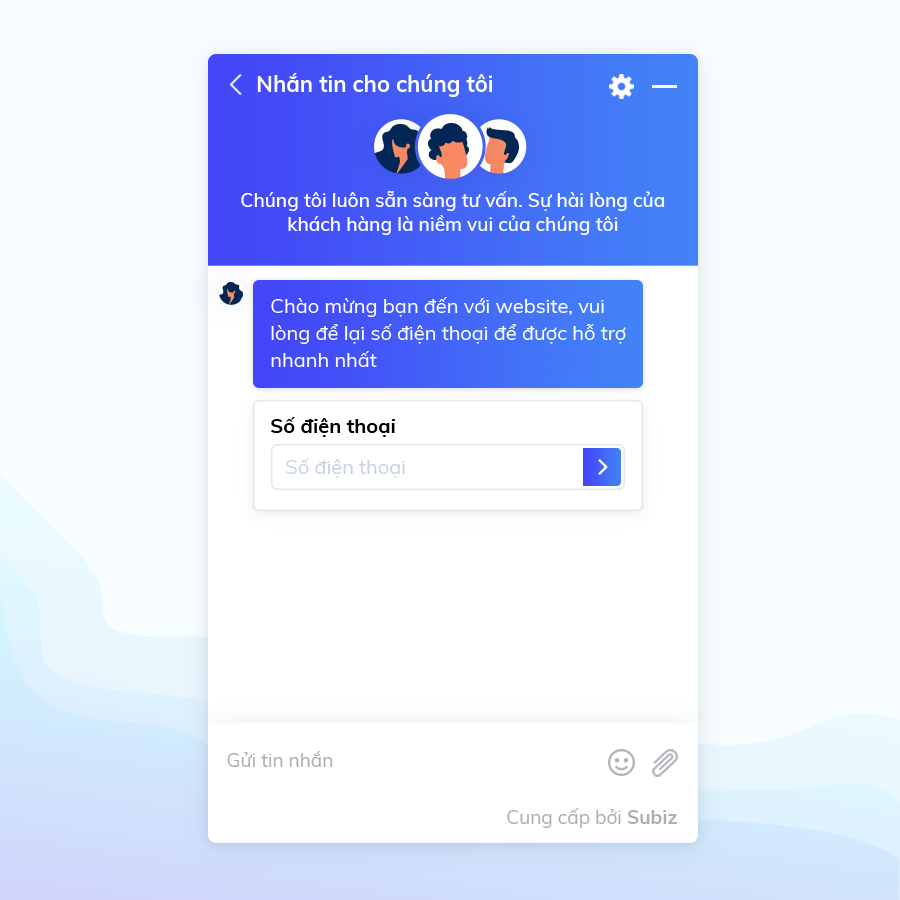 Nhắn tin cho chúng tôi
Chúng tôi luôn sẵn sàng tư vấn. Sự hài lòng của
khách hàng là niềm vui của chúng tôi
Chào mừng bạn đến với website, vui
lòng để lại số điện thoại để được hỗ trợ
nhanh nhất
Số điện thoại
Số điện thoại
Gửi tin nhắn
Cung cấp bởi Subiz